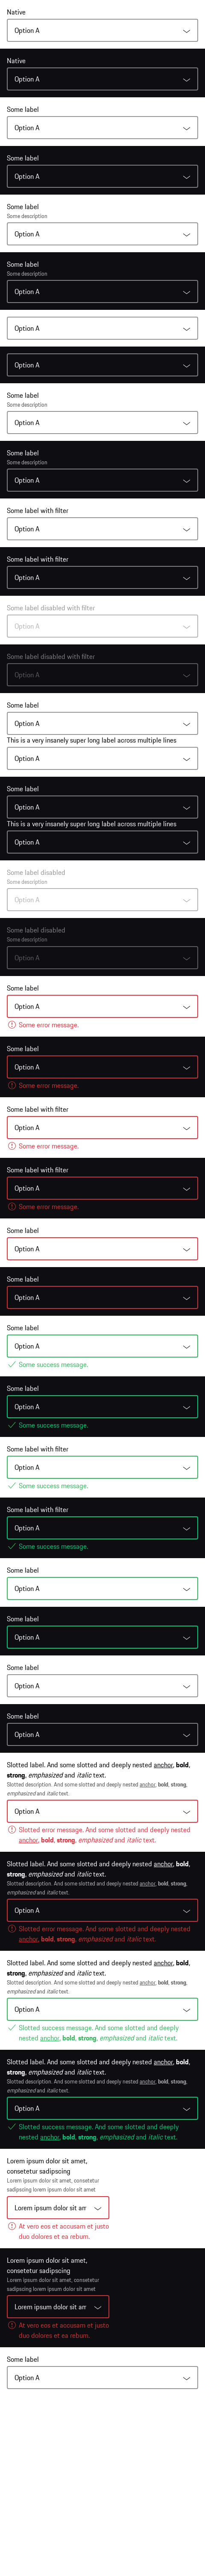 Native
Option A
Native
Option A
Some label
Option A
Some label
Option A
Some label
Some description
Option A
Some label
Some description
Option A
Option A
Option A
Some label
Some description
Option A
Some label
Some description
Option A
Some label with filter
Option A
Some label with filter
Option A
Some label disabled with filter
Option A
Some label disabled with filter
Option A
Some label
Option A
This is a very insanely super long label across multiple lines
Option A
Some label
Option A
This is a very insanely super long label across multiple lines
Option A
Some label disabled
Some description
Option A
Some label disabled
Some description
Option A
Some label
Option A
Some error message.
Some label
Option A
Some error message.
Some label with filter
Option A
Some error message.
Some label with filter
Option A
Some error message.
Some label
Option A
Some label
Option A
Some label
Option A
Some success message.
Some label
Option A
Some success message.
Some label with filter
Option A
Some success message.
Some label with filter
Option A
Some success message.
Some label
Option A
Some label
Option A
Some label
Option A
Some label
Option A
Slotted label. And some slotted and deeply nested anchor, bold,
strong, emphasized and italic text.
Slotted description. And some slotted and deeply nested anchor, bold, strong,
emphasized and italic text.
Option A
Slotted error message. And some slotted and deeply nested
anchor, bold, strong, emphasized and italic text.
Slotted label. And some slotted and deeply nested anchor, bold,
strong, emphasized and italic text.
Slotted description. And some slotted and deeply nested anchor, bold, strong,
emphasized and italic text.
Option A
Slotted error message. And some slotted and deeply nested
anchor, bold, strong, emphasized and italic text.
Slotted label. And some slotted and deeply nested anchor, bold,
strong, emphasized and italic text.
Slotted description. And some slotted and deeply nested anchor, bold, strong,
emphasized and italic text.
Option A
Slotted success message. And some slotted and deeply
nested anchor, bold, strong, emphasized and italic text.
Slotted label. And some slotted and deeply nested anchor, bold,
strong, emphasized and italic text.
Slotted description. And some slotted and deeply nested anchor, bold, strong,
emphasized and italic text.
Option A
Slotted success message. And some slotted and deeply
nested anchor, bold, strong, emphasized and italic text.
Lorem ipsum dolor sit amet,
consetetur sadipscing
Lorem ipsum dolor sit amet, consetetur
sadipscing lorem ipsum dolor sit amet
Lorem ipsum dolor sit am
At vero eos et accusam et justo
duo dolores et ea rebum.
Lorem ipsum dolor sit amet,
consetetur sadipscing
Lorem ipsum dolor sit amet, consetetur
sadipscing lorem ipsum dolor sit amet
Lorem ipsum dolor sit am
At vero eos et accusam et justo
duo dolores et ea rebum.
Some label
Option A